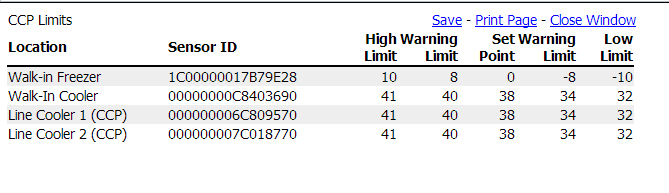 CCP Limits Save - Print Page - Close Window
High Warning Set Warning Low
Location Sensor ID Limit Limit Point Limit Limit
Walk-in Freezer 1C00000017B79E28 10 8 0 -8 -10
Walk-In Cooler 00000000C8403690 41 40 38 34 32
Line Cooler 1 (CCP) 000000006C809570 41 40 38 34 32
Line Cooler 2 (CCP) 000000007C018770 41 40 38 34 32